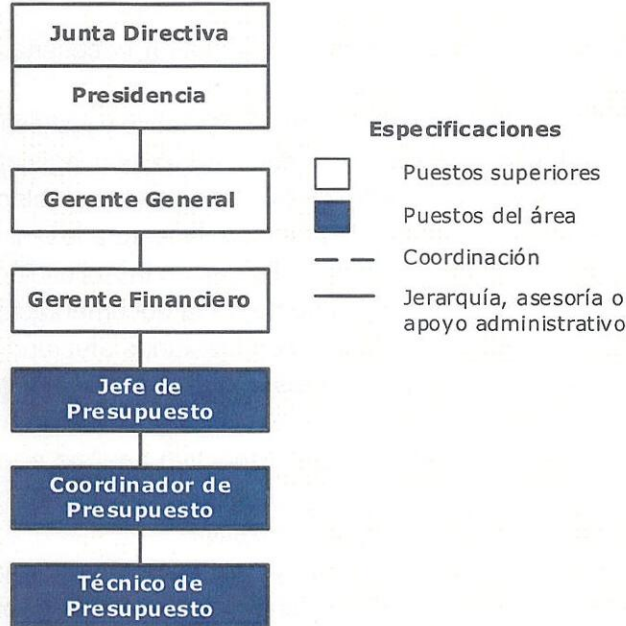 Junta Directiva
Presidencia
Gerente General
Gerente Financiero
Jefe de
Presupuesto
Coordinador de
Presupuesto
Técnico de
Presupuesto
Especificaciones
Puestos superiores
Puestos del área
Coordinación
Jerarquía, asesoría o
apoyo administrativo